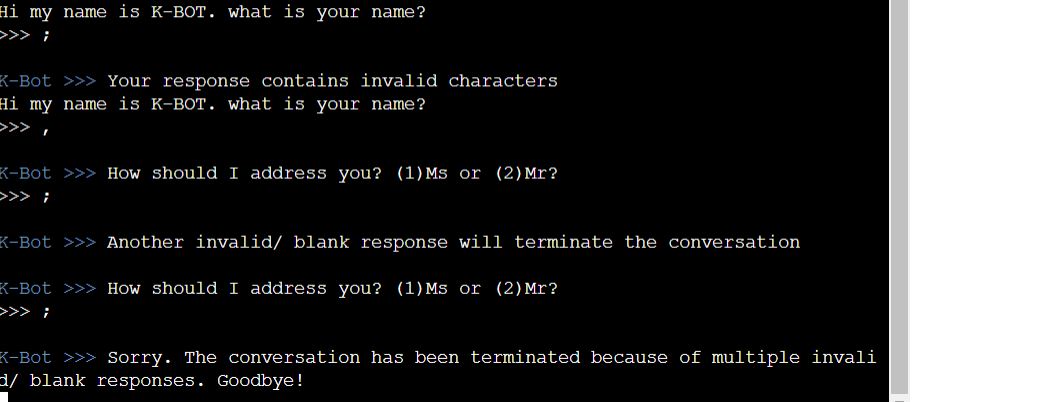 Hi my name is K-BOT. what is your name?
>>> ;
K-Bot >>> Your response contains invalid characters
Hi my name is K-BOT. what is your name?
>>> ,
K-Bot >>> How should I address you? (1)Ms or (2)Mr?
>>> ;
K-Bot >>> Another invalid/ blank response will terminate the conversation
K-Bot >>> How should I address you? (1)Ms or (2)Mr?
>>> ;
K-Bot >>> Sorry. The conversation has been terminated because of multiple invali
d/ blank responses. Goodbye!